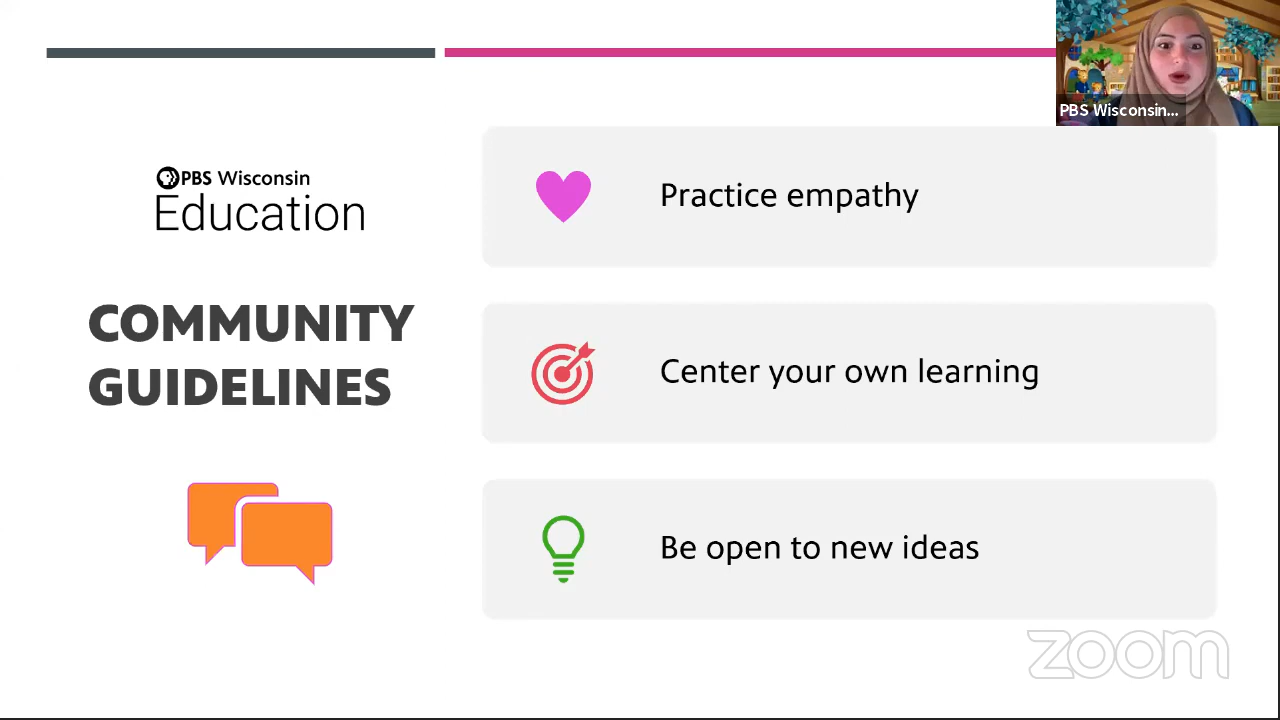 PBS Wisconsin
Education
COMMUNITY
GUIDELINES
Practice empathy
Center your own learning
Be open to new ideas
PBS Wisconsin...
zoom